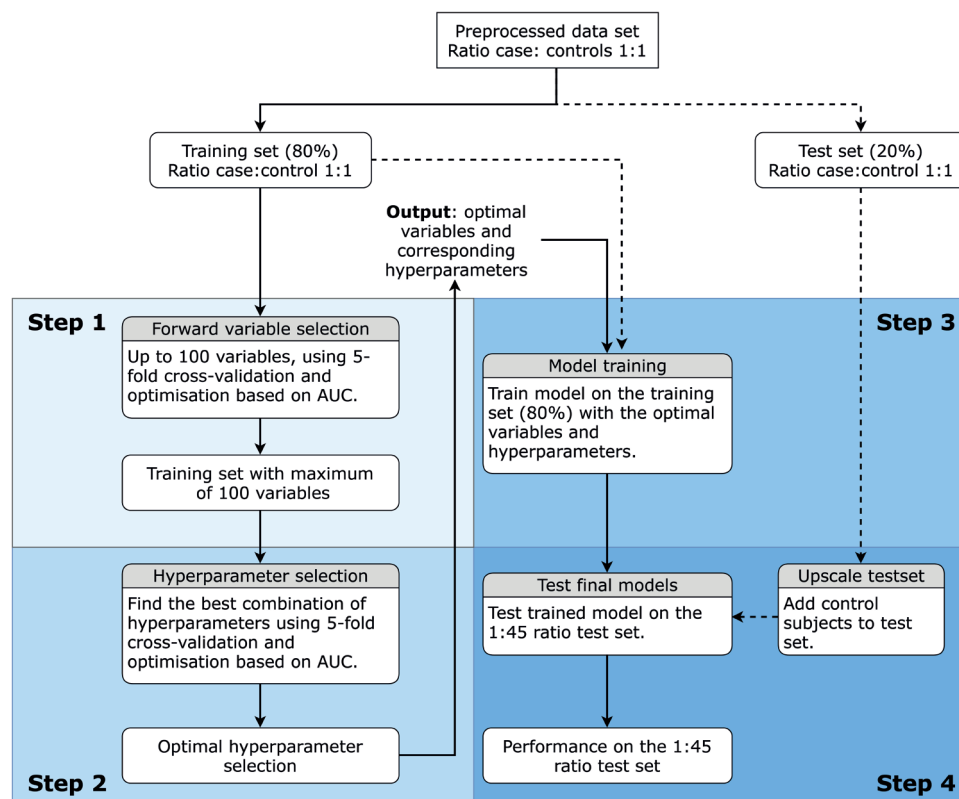 Preprocessed data set
Ratio case: controls 1:1
Training set (80%)
Ratio case:control 1:1
Test set (20%)
Ratio case:control 1:1
Output: optimal
variables and
corresponding
hyperparameters
Step 1
Forward variable selection
Up to 100 variables, using 5-
fold cross-validation and
optimisation based on AUC.
Training set with maximum
of 100 variables
Step 3
Model training
Train model on the training
set (80%) with the optimal
variables and
hyperparameters.
Hyperparameter selection
Find the best combination of
hyperparameters using 5-fold
cross-validation and
optimisation based on AUC.
Optimal hyperparameter
selection
Step 2
Test final models
Test trained model on the
1:45 ratio test set.
Upscale testset
Add control
subjects to test
set.
Performance on the 1:45
ratio test set
Step 4